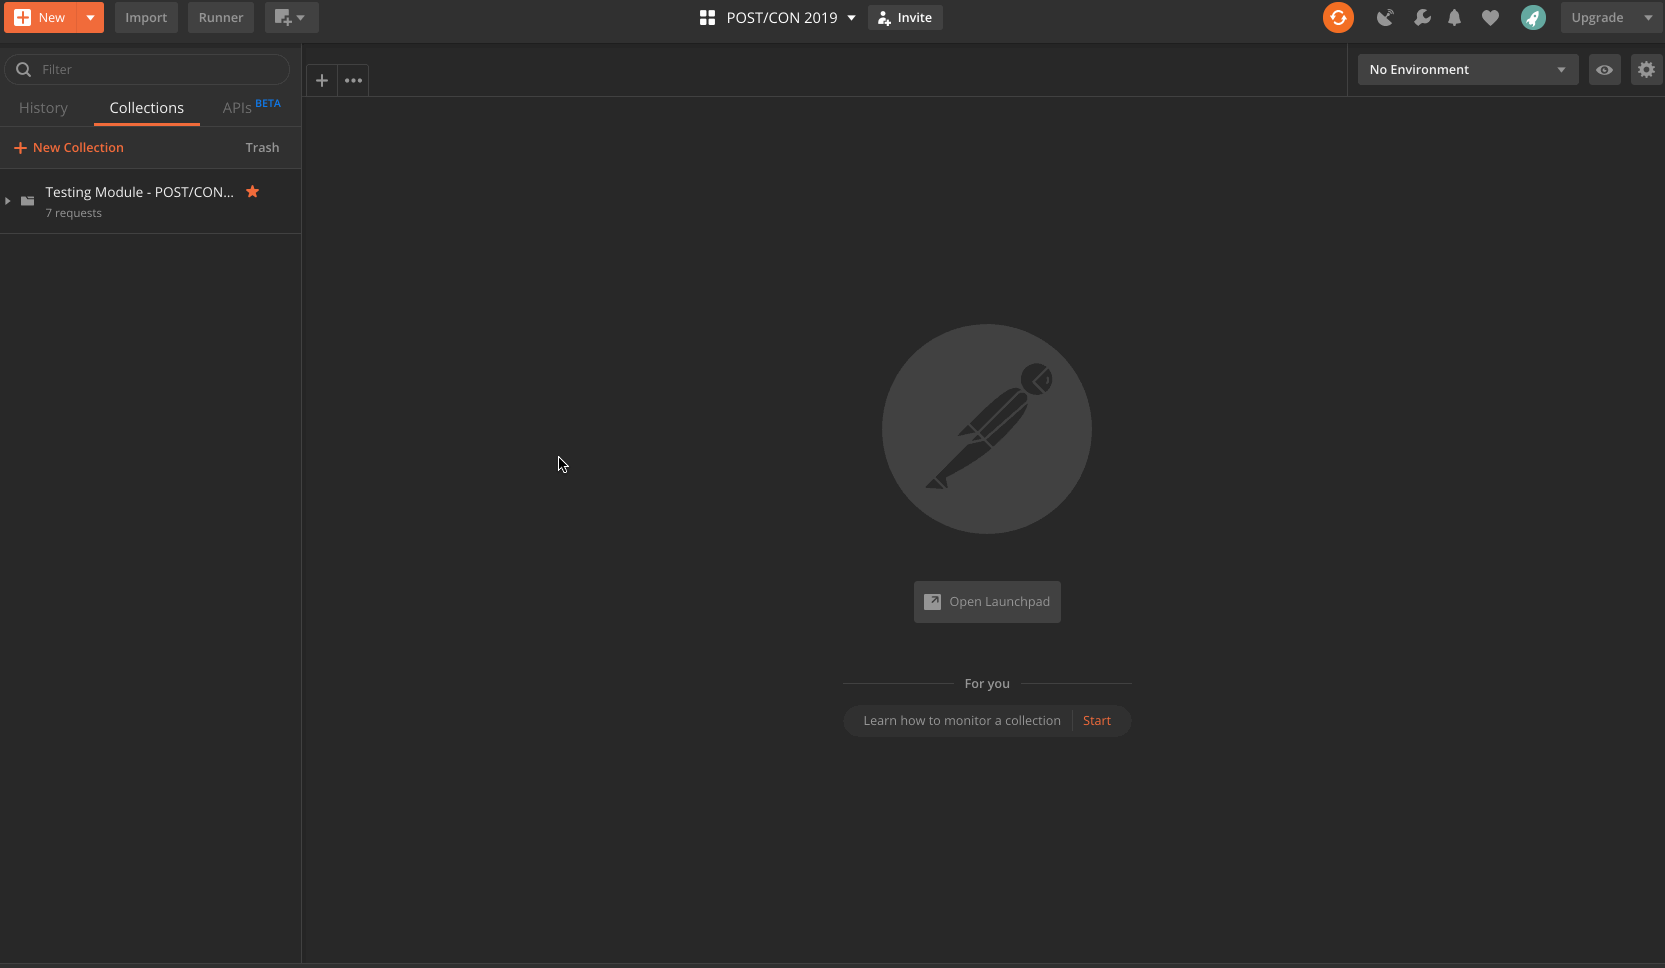 New
Import
Runner
POST/CON 2019
Invite
Upgrade
Filter
No Environment
History
Collections
APIs BETA
New Collection
Trash
Testing Module - POST/CON...
7 requests
Open Launchpad
For you
Learn how to monitor a collection
Start